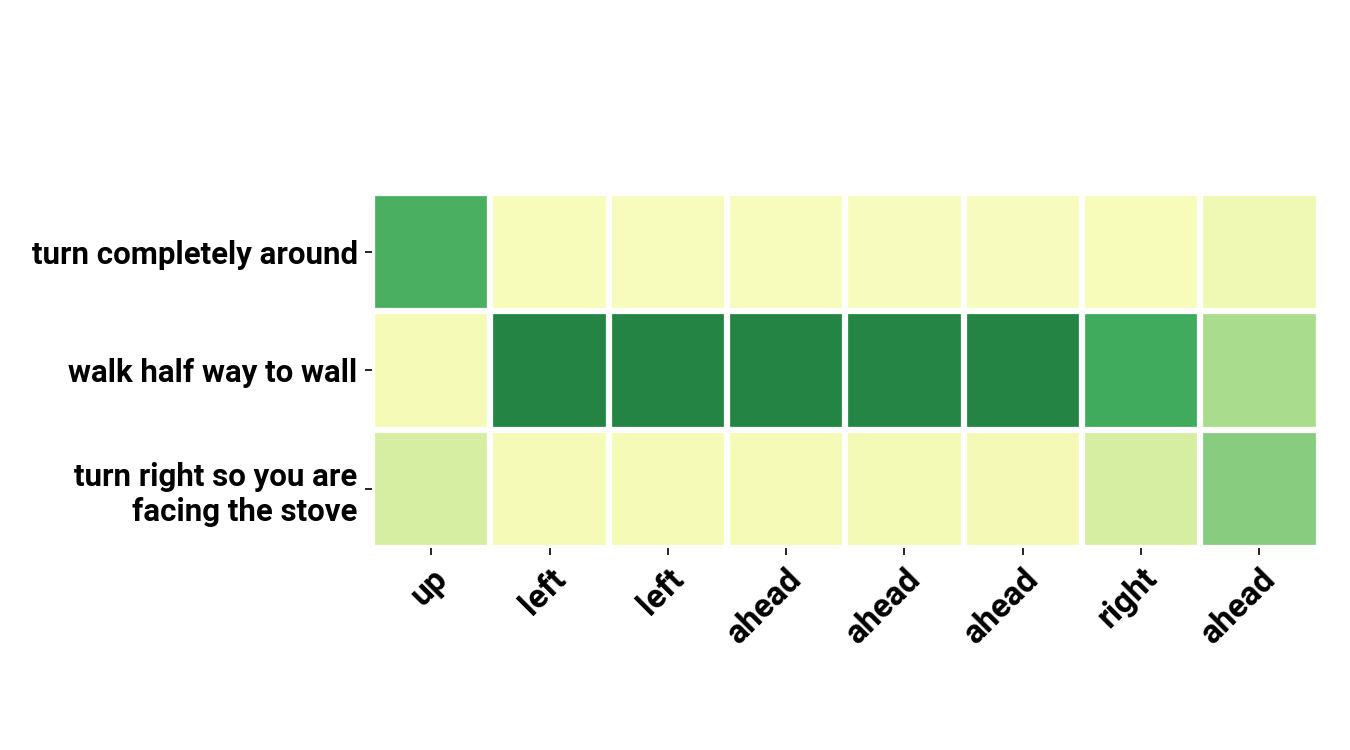 turn completely around
walk half way to wall
turn right so you are
facing the stove
up
left
left
ahead
ahead
ahead
right
ahead